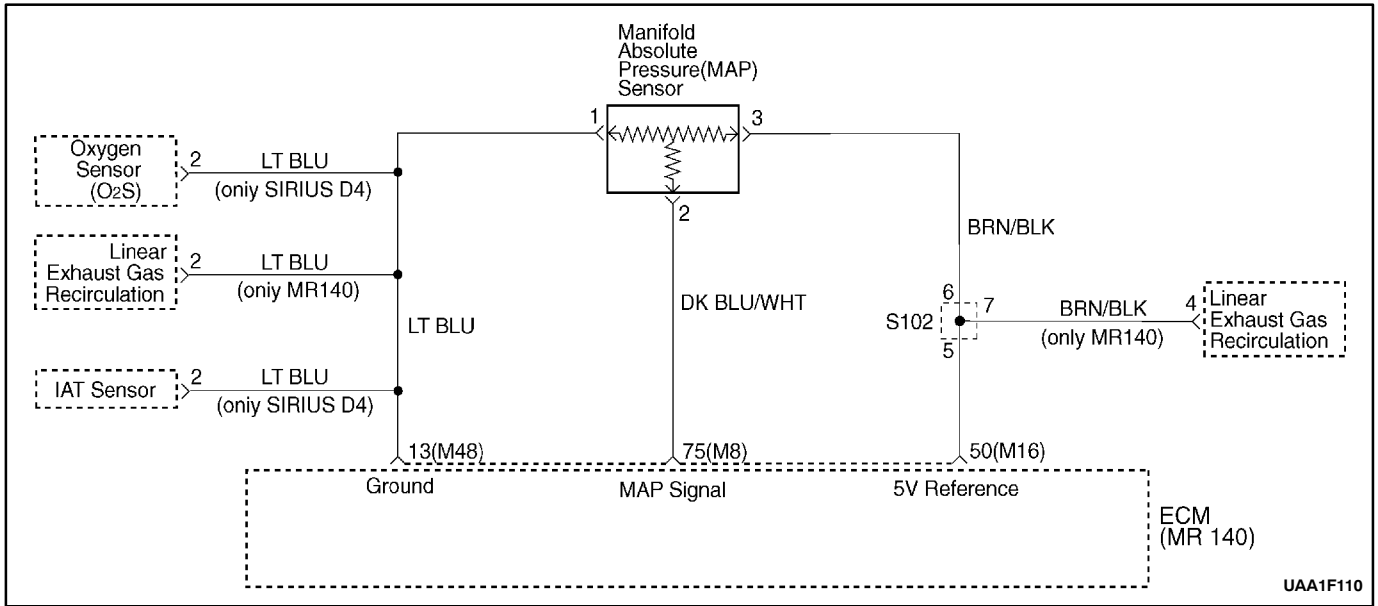 Manifold
Absolute
Pressure(MAP)
Sensor
1
3
2
Oxygen
Sensor
(O2S)
2
LT BLU
(oniy SIRIUS D4)
Linear
Exhaust Gas
Recirculation
2
LT BLU
(oniy MR140)
IAT Sensor
2
LT BLU
(oniy SIRIUS D4)
LT BLU
DK BLU/WHT
BRN/BLK
S102
6
7
5
BRN/BLK
(only MR140)
4
Linear
Exhaust Gas
Recirculation
13(M48)
75(M8)
50(M16)
Ground
MAP Signal
5V Reference
ECM
(MR 140)
UAA1F110